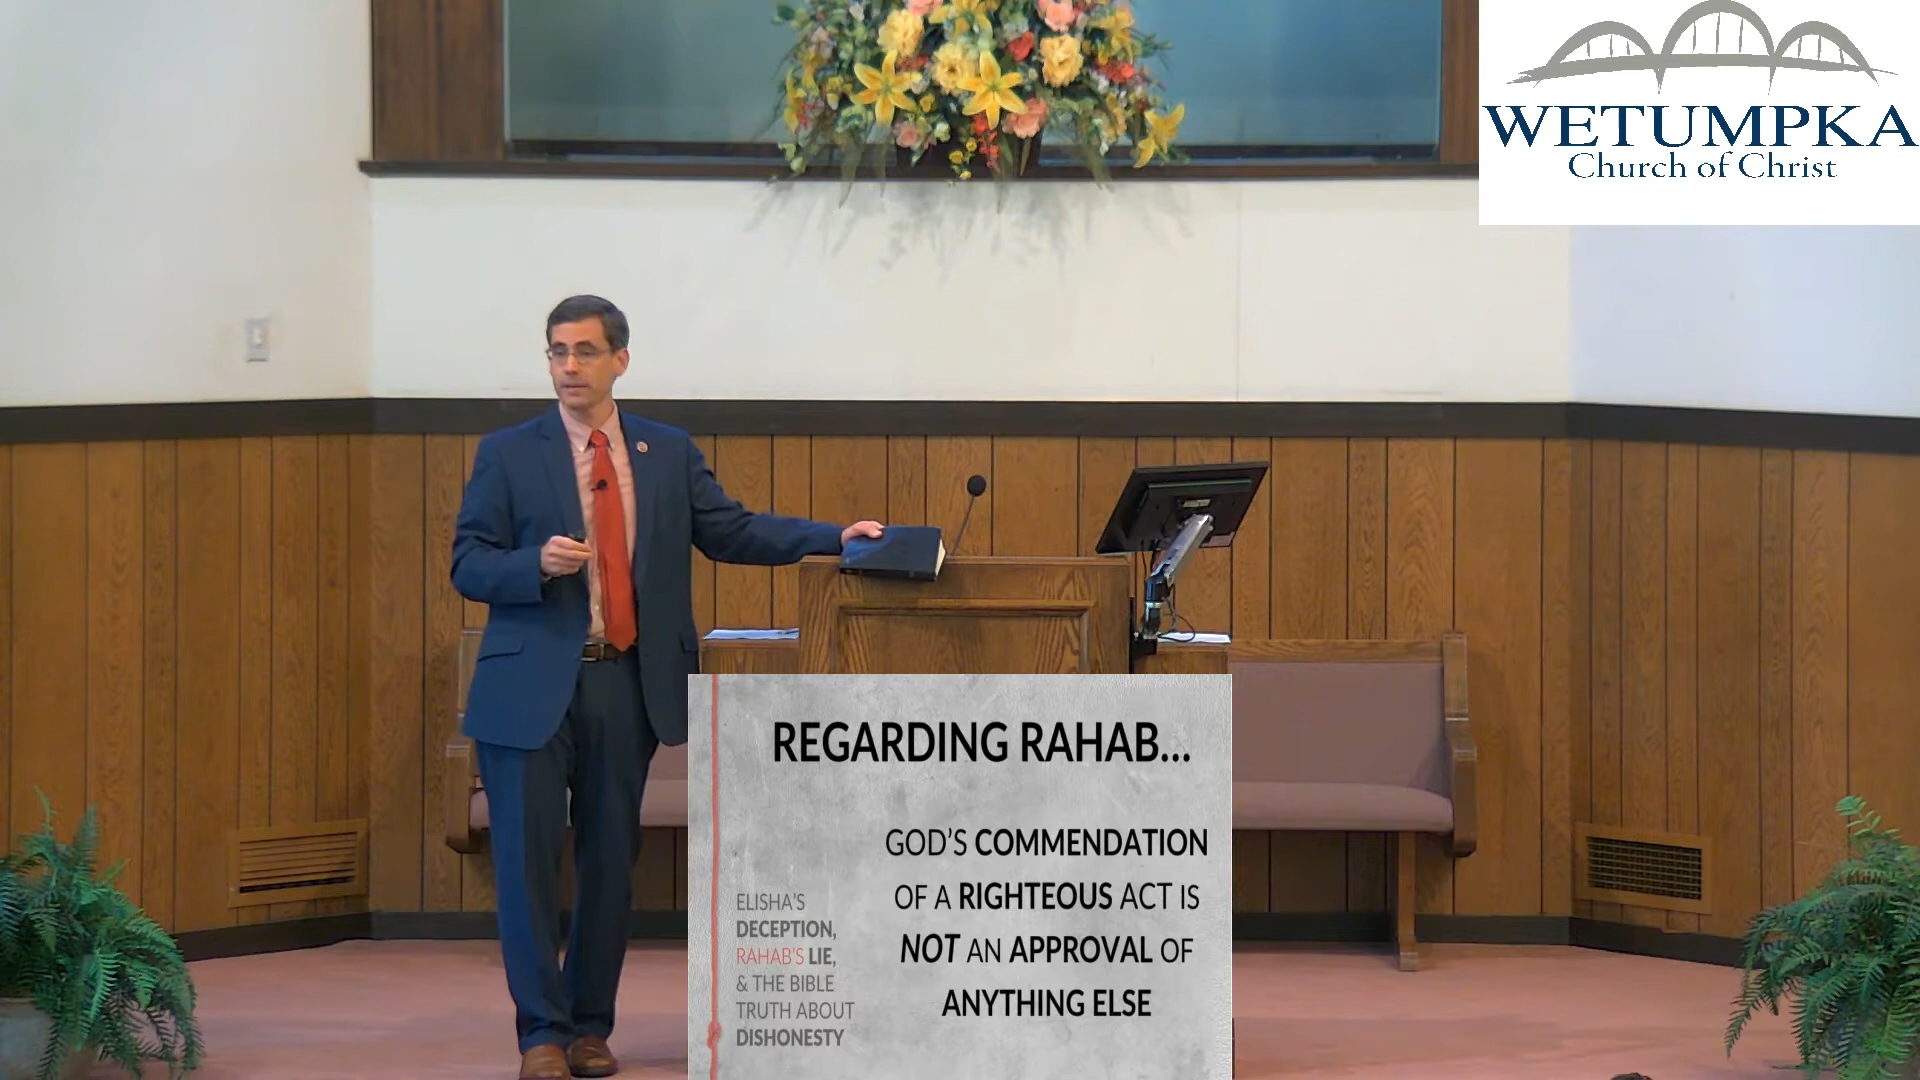 WETUMPKA
Church of Christ
REGARDING RAHAB...
GOD'S COMMENDATION
OF A RIGHTEOUS ACT IS
NOT AN APPROVAL OF
ANYTHING ELSE
ELISHA'S
DECEPTION,
RAHAB'S LIE,
& THE BIBLE
TRUTH ABOUT
DISHONESTY